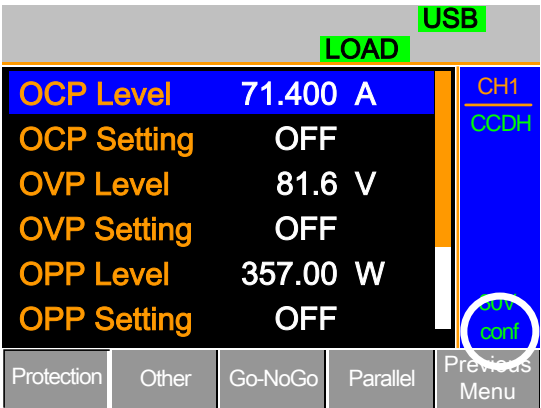 USB
LOAD
OCP Level 71.400 A
OCP Setting OFF
OVP Level 81.6 V
OVP Setting OFF
OPP Level 357.00 W
OPP Setting OFF
CH1
CCDH
80V
conf
Protection Other Go-NoGo Parallel Previous Menu